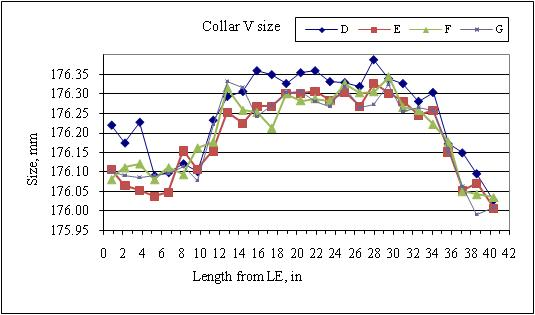 Collar V size
D E F G
Size, mm
176.35
176.30
176.25
176.20
176.15
176.10
176.05
176.00
175.95
0 2 4 6 8 10 12 14 16 18 20 22 24 26 28 30 32 34 36 38 40 42
Length from LE, in